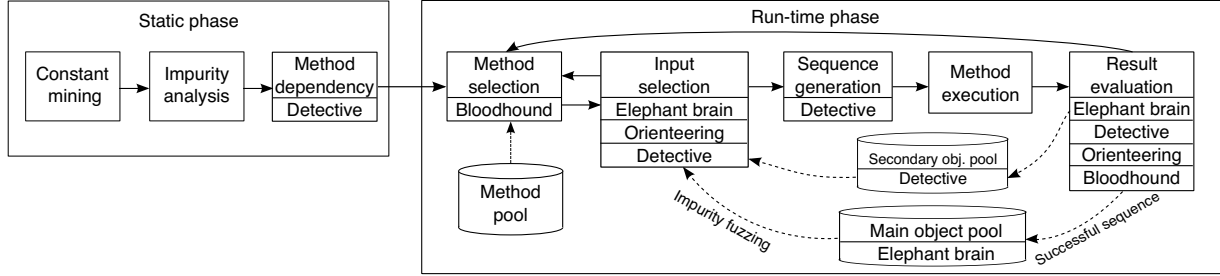 Static phase
Constant
mining
Impurity
analysis
Method
dependency
Detective
Run-time phase
Method
selection
Bloodhound
Method
pool
Input
selection
Elephant brain
Orienteering
Detective
Sequence
generation
Detective
Method
execution
Result
evaluation
Elephant brain
Detective
Orienteering
Bloodhound
Secondary obj. pool
Detective
Main object pool
Elephant brain
Impurity fuzzing
Successful sequence